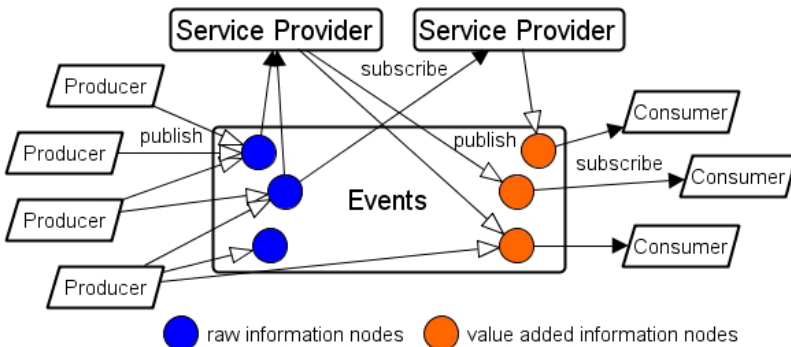 Service Provider
Service Provider
subscribe
Producer
Consumer
publish
publish
Producer
subscribe
Consumer
Producer
Events
Consumer
Producer
raw information nodes
value added information nodes